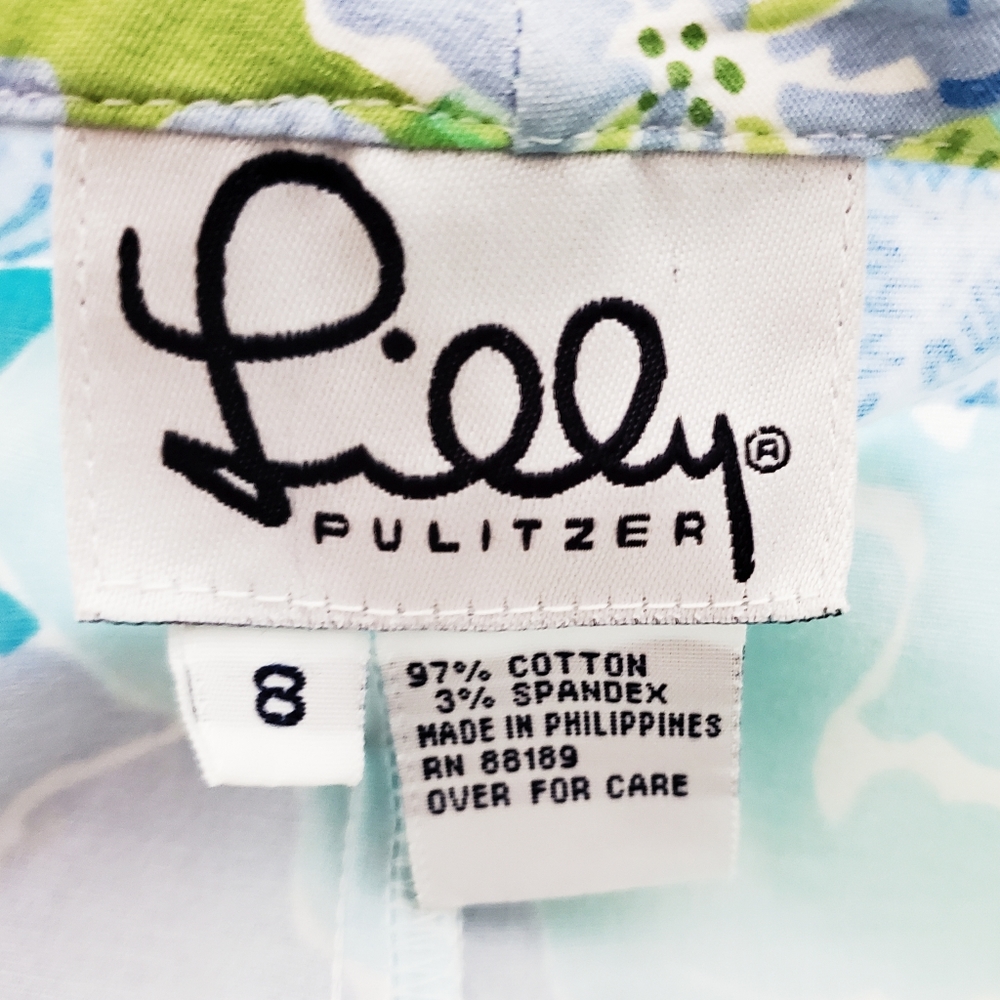 Lilly®
PULITZER
8
97% COTTON
3% SPANDEX
MADE IN PHILIPPINES
RN 88189
OVER FOR CARE